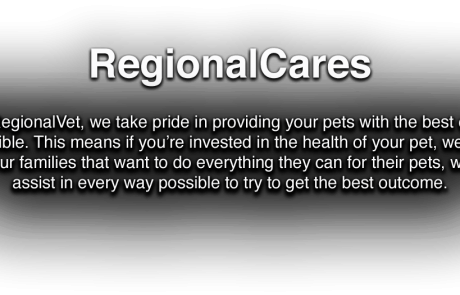 RegionalCares
egionalVet, we take pride in providing your pets with the best
ible. This means if you're invested in the health of your pet, we
ur families that want to do everything they can for their pets, w
assist in every way possible to try to get the best outcome.